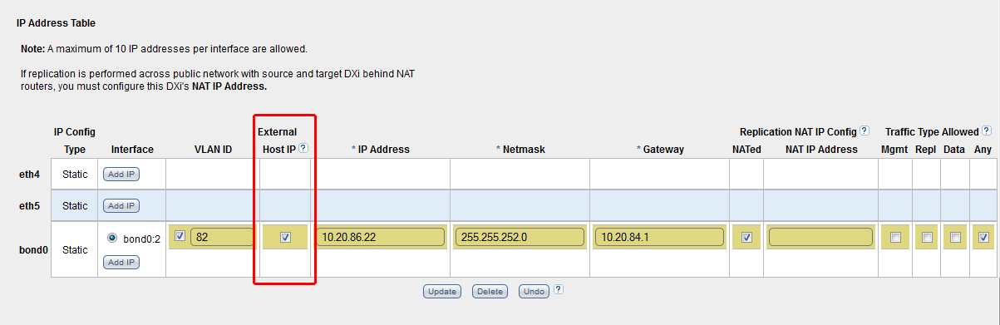 IP Address Table
Note: A maximum of 10 IP addresses per interface are allowed.
If replication is performed across public network with source and target DXi behind NAT
routers, you must configure this DXi's NAT IP Address.
IP Config External Replication NAT IP Config ? Traffic Type Allowed ?
Type Interface VLAN ID Host IP ? * IP Address * Netmask * Gateway NATed NAT IP Address Mgmt Repl Data Any
eth4 Static Add IP
eth5 Static Add IP
bond0 Static bond0:2 82 10.20.86.22 255.255.252.0 10.20.84.1
Add IP
Update Delete Undo ?